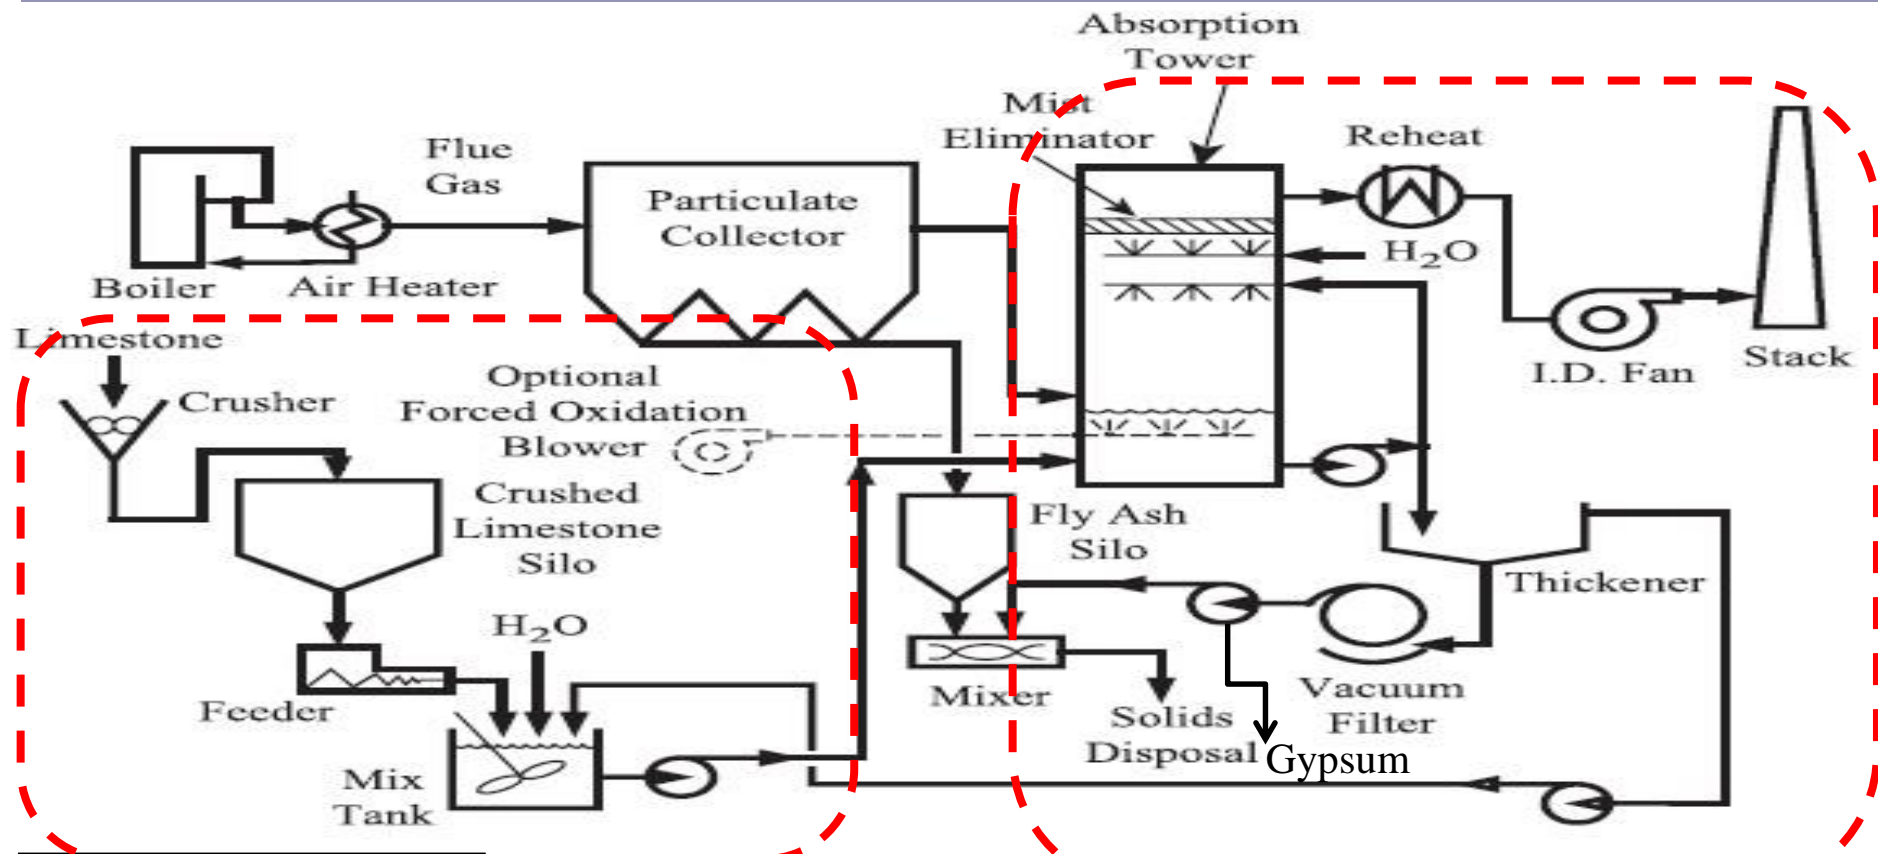 Absorption
Tower
Mist
Eliminator
Reheat
Flue
Gas
Particulate
Collector
H2O
Boiler
Air Heater
Limestone
Stack
I.D. Fan
Optional
Forced Oxidation
Blower
Crusher
Crushed
Limestone
Silo
Fly Ash
Silo
Thickener
H2O
Feeder
Mixer
Vacuum
Filter
Solids
Disposal
Gypsum
Mix
Tank